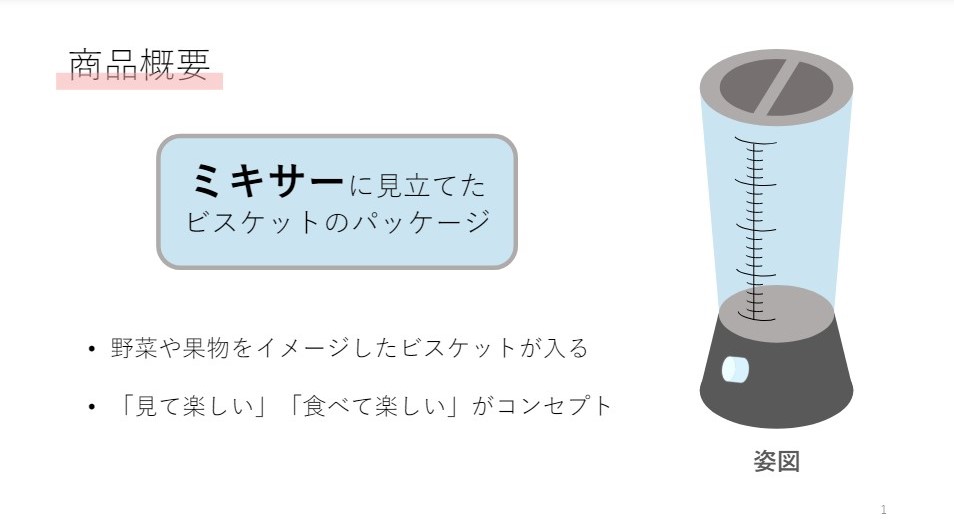 商品概要
ミキサーに見立てた
ビスケットのパッケージ
• 野菜や果物をイメージしたビスケットが入る
• 「見て楽しい」「食べて楽しい」がコンセプト
姿図
1